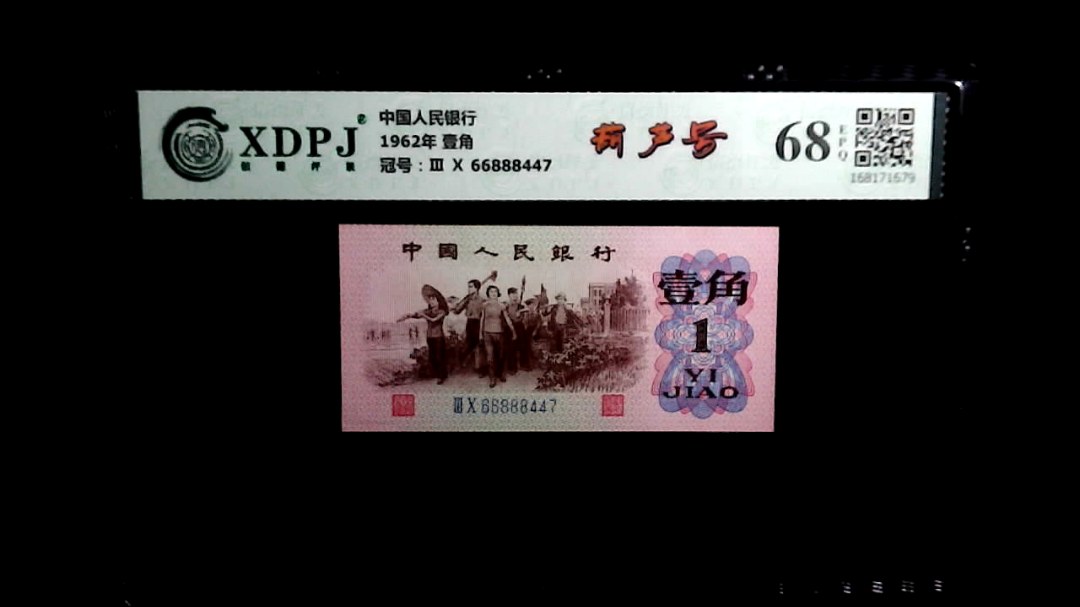 XDPJ
中国人民银行
1962年 壹角
冠号：Ⅲ X 66888447
葫芦号
68
EPQ
168171679
中國人民銀行
壹角
1
YI
JIAO
Ⅲ X 66888447